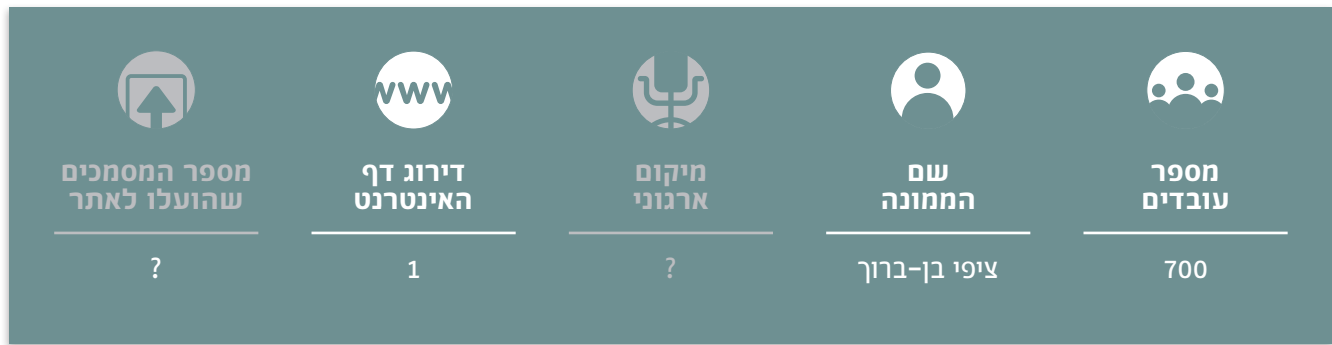 מספר
עובדים
700
שם
הממונה
ציפי בן-ברוך
מיקום
ארגוני
?
www
דירוג דף
האינטרנט
1
מספר המסמכים
שהועלו לאתר
?